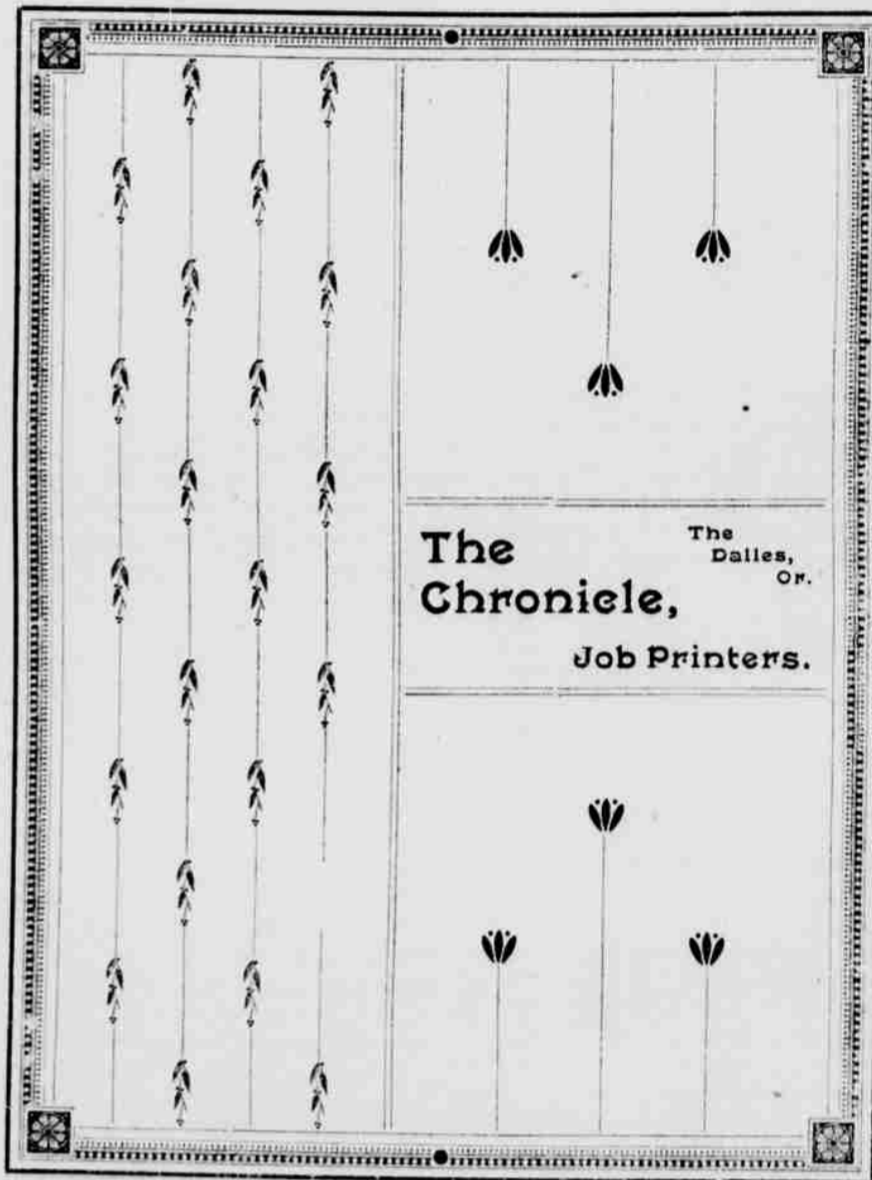 The
Chronicle,
The
Dalles,
Or.
Job Printers.